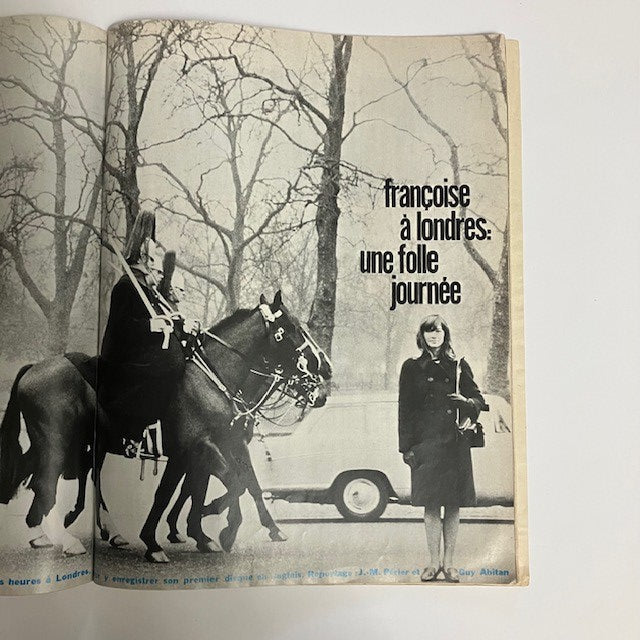 françoise
à londres:
une folle
journée
s heures à Londres, y enregistrer son premier disque en anglais. Reportage J.-M. Périer et Guy Abitan